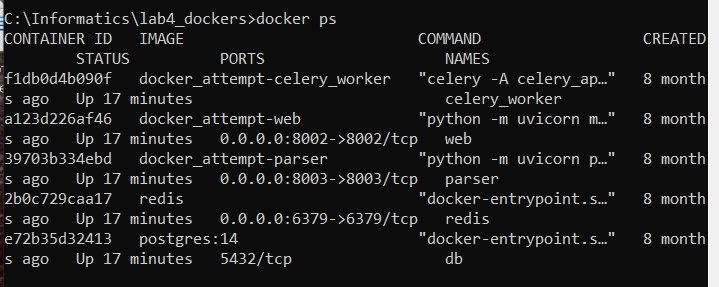 C:\Informatics\lab4_dockers>docker ps
CONTAINER ID   IMAGE                          COMMAND                  CREATED
         STATUS          PORTS                    NAMES
f1db0d4b090f   docker_attempt-celery_worker   "celery -A celery_ap…"   8 month
s ago   Up 17 minutes                            celery_worker
a123d226af46   docker_attempt-web             "python -m uvicorn m…"   8 month
s ago   Up 17 minutes   0.0.0.0:8002->8002/tcp   web
39703b334ebd   docker_attempt-parser          "python -m uvicorn p…"   8 month
s ago   Up 17 minutes   0.0.0.0:8003->8003/tcp   parser
2b0c729caa17   redis                          "docker-entrypoint.s…"   8 month
s ago   Up 17 minutes   0.0.0.0:6379->6379/tcp   redis
e72b35d32413   postgres:14                    "docker-entrypoint.s…"   8 month
s ago   Up 17 minutes   5432/tcp                 db